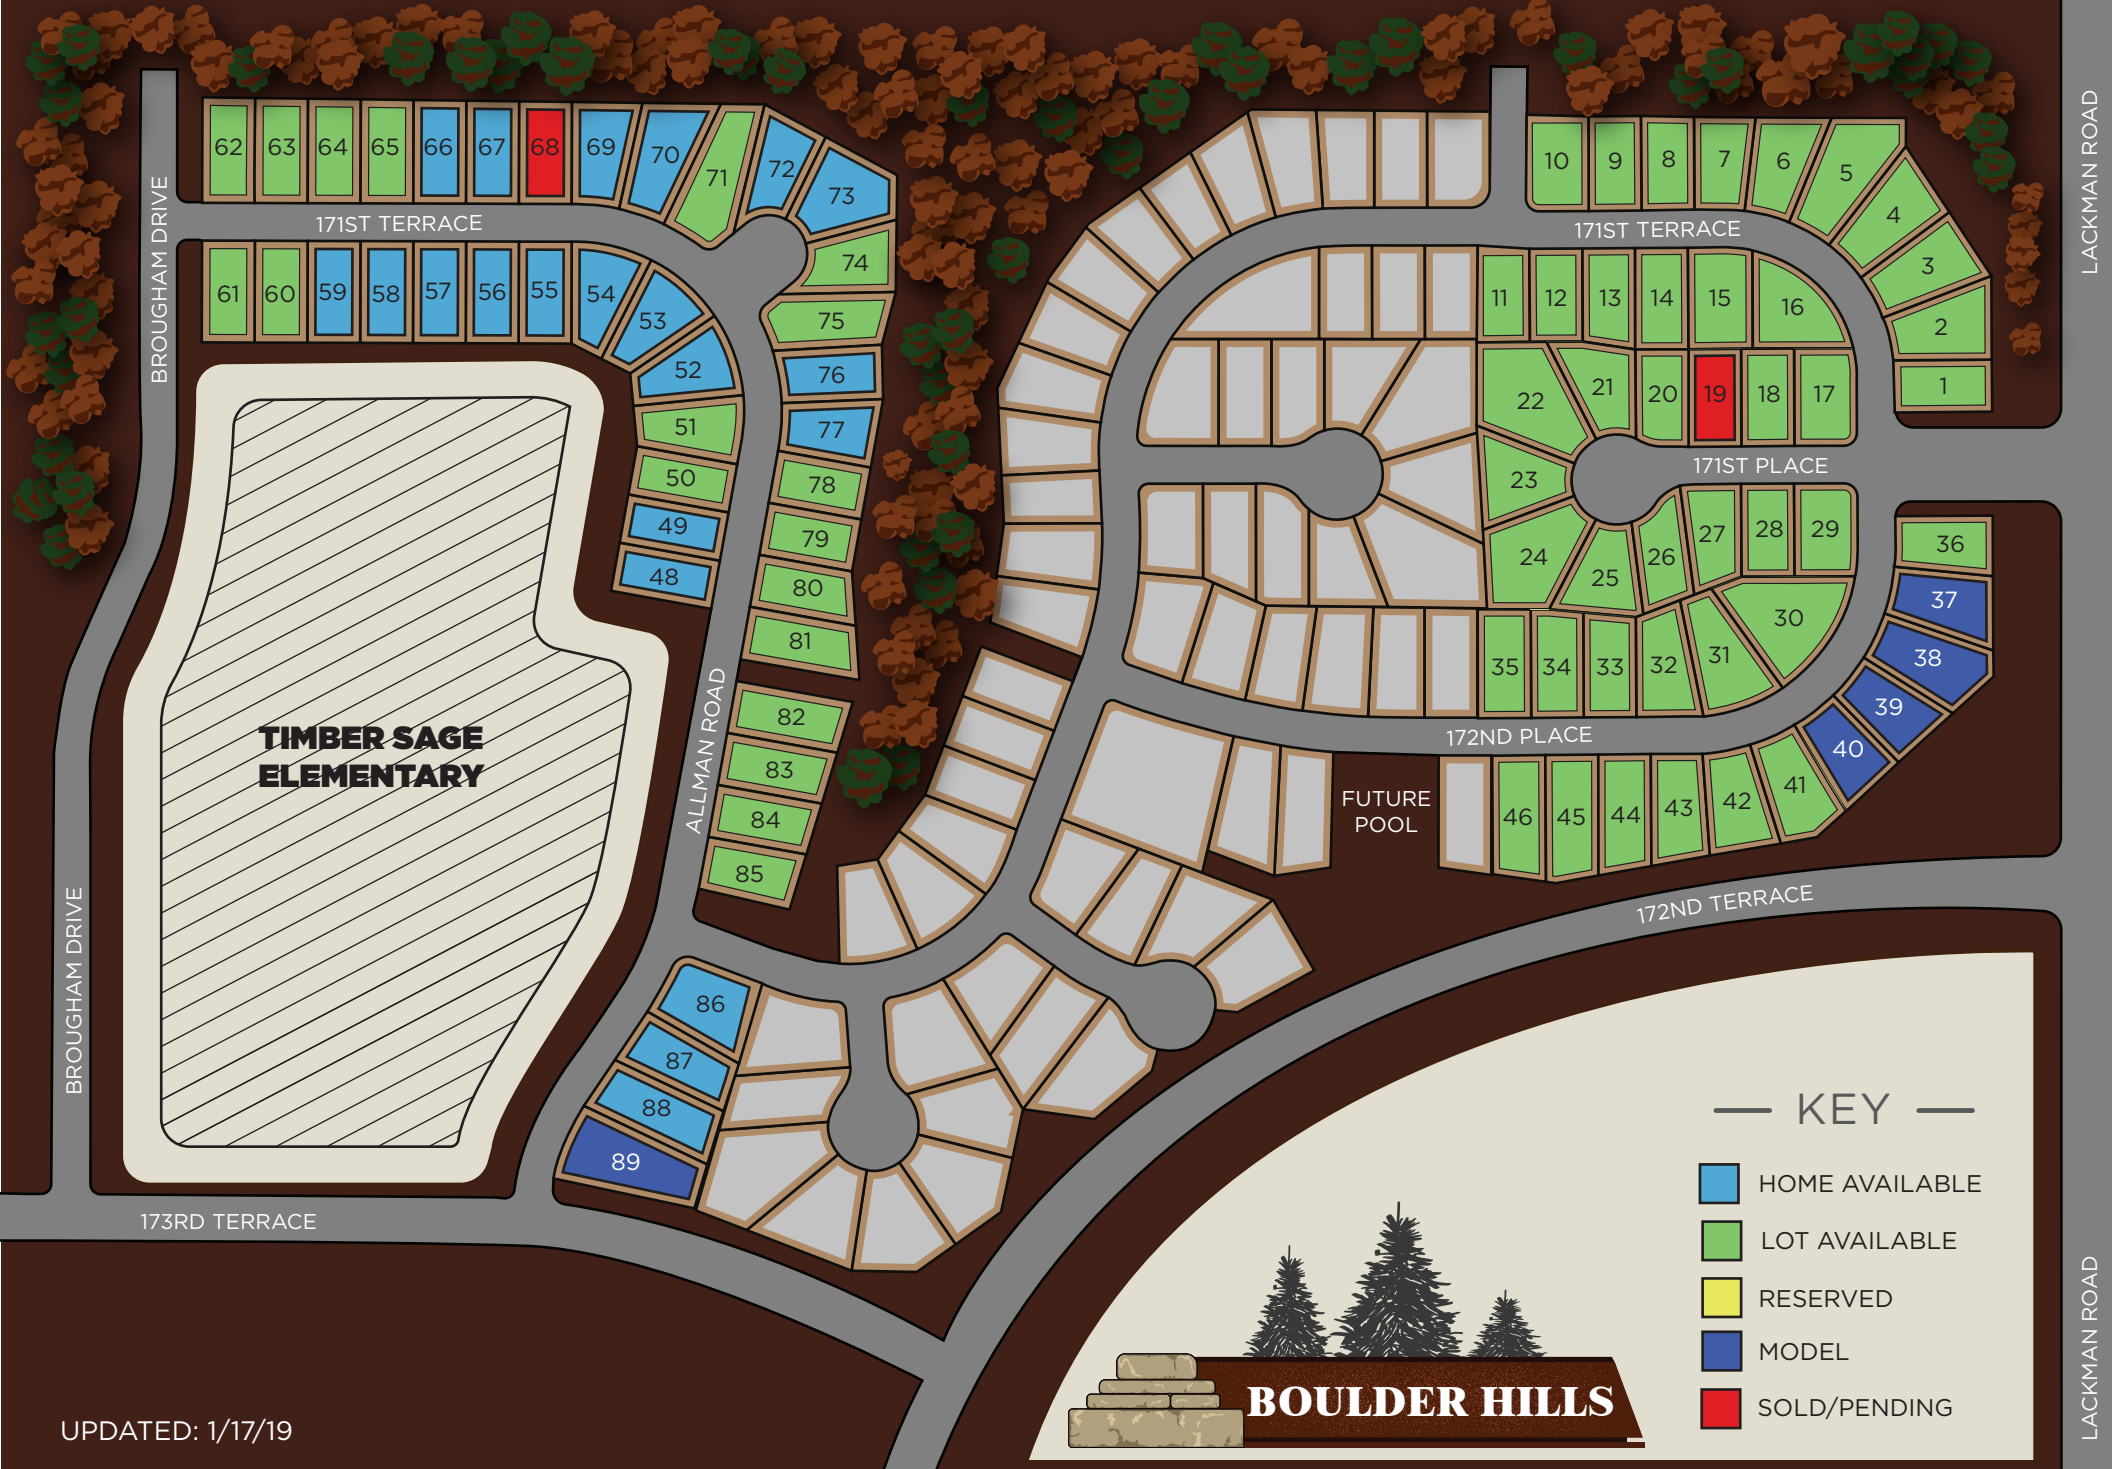 62 63 64 65 66 67 68 69 70 71 72 73
74
171ST TERRACE
61 60 59 58 57 56 55 54 53
52
51
50
49
48
75
76
77
78
79
80
81
82
83
84
85
86
87
88
89
BROUGHAM DRIVE
BROUGHAM DRIVE
ALLMAN ROAD
TIMBER SAGE
ELEMENTARY
173RD TERRACE
10 9 8 7 6 5
4
3
2
1
171ST TERRACE
11 12 13 14 15 16
22 21 20 19 18 17
171ST PLACE
23
24 25 26 27 28 29
30
35 34 33 32 31
36
37
38
39
40
172ND PLACE
46 45 44 43 42 41
FUTURE
POOL
172ND TERRACE
LACKMAN ROAD
LACKMAN ROAD
KEY
HOME AVAILABLE
LOT AVAILABLE
RESERVED
MODEL
SOLD/PENDING
BOULDER HILLS
UPDATED: 1/17/19